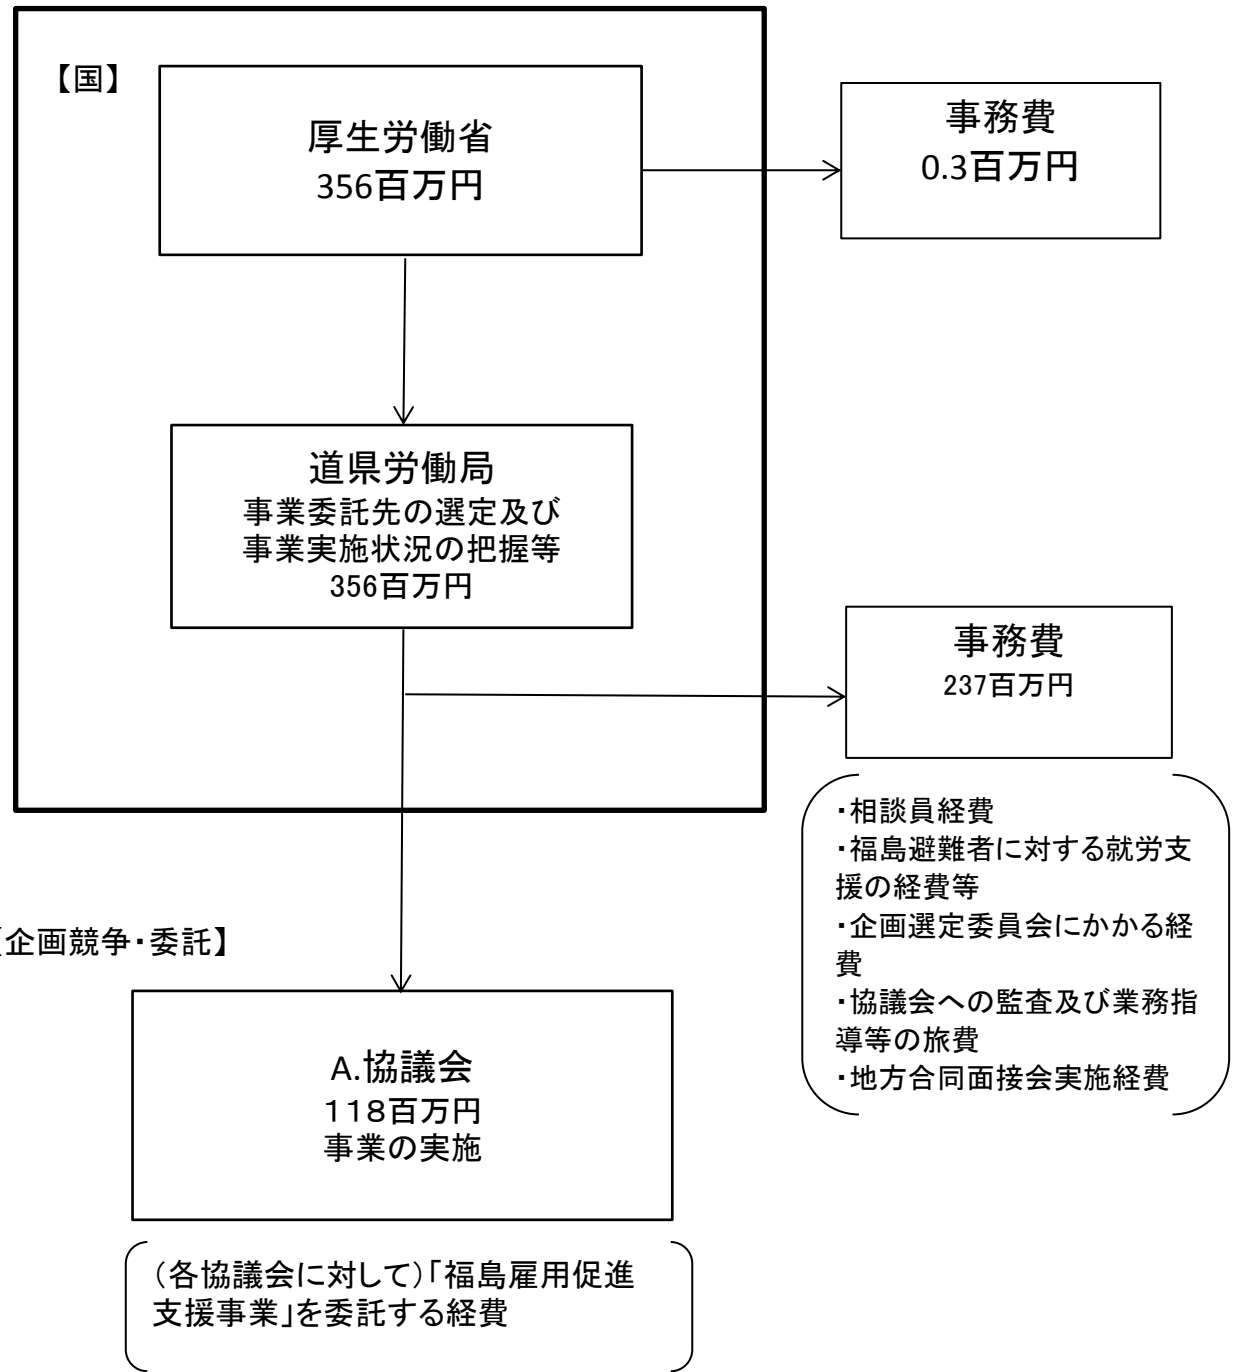 【国】
厚生労働省
356百万円
事務費
0.3百万円
道県労働局
事業委託先の選定及び
事業実施状況の把握等
356百万円
事務費
237百万円
・相談員経費
・福島避難者に対する就労支
援の経費等
・企画選定委員会にかかる経
費
・協議会への監査及び業務指
導等の旅費
・地方合同面接会実施経費
【企画競争・委託】
A.協議会
118百万円
事業の実施
(各協議会に対して)「福島雇用促進
支援事業」を委託する経費